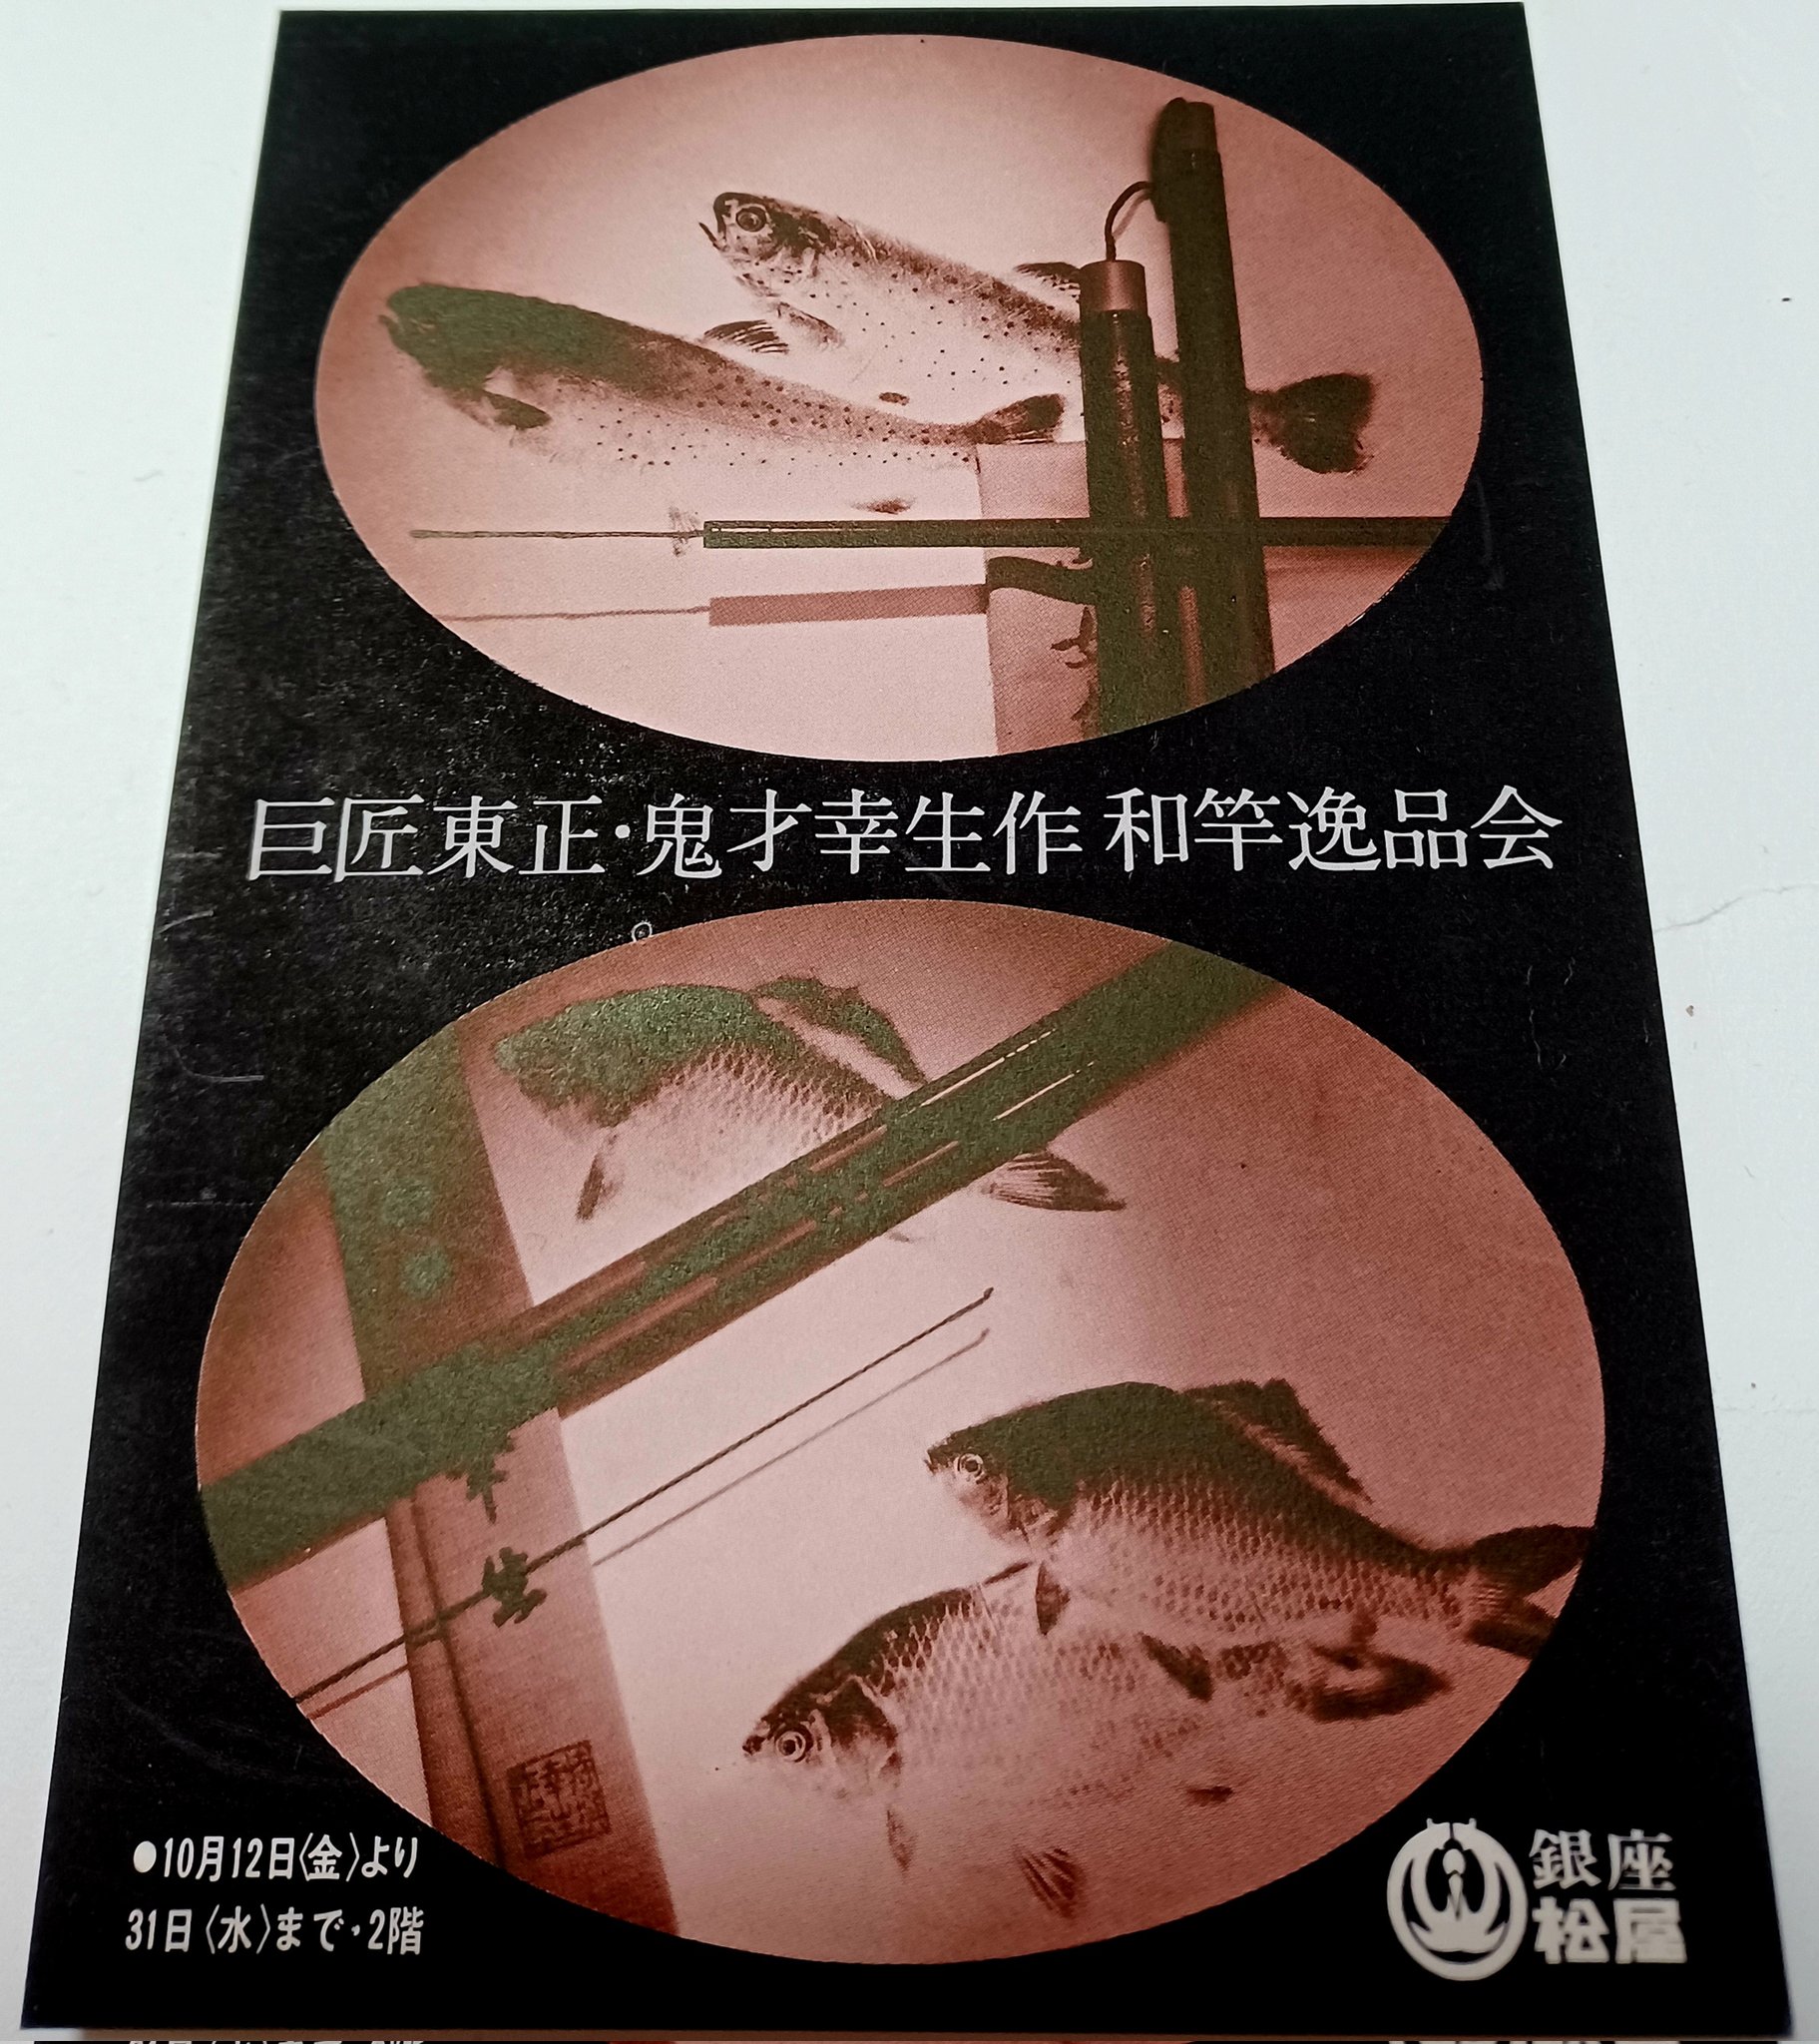 巨匠東正・鬼才幸生作 和竿逸品会
●10月12日〈金〉より
31日〈水〉まで・2階
銀座
松屋